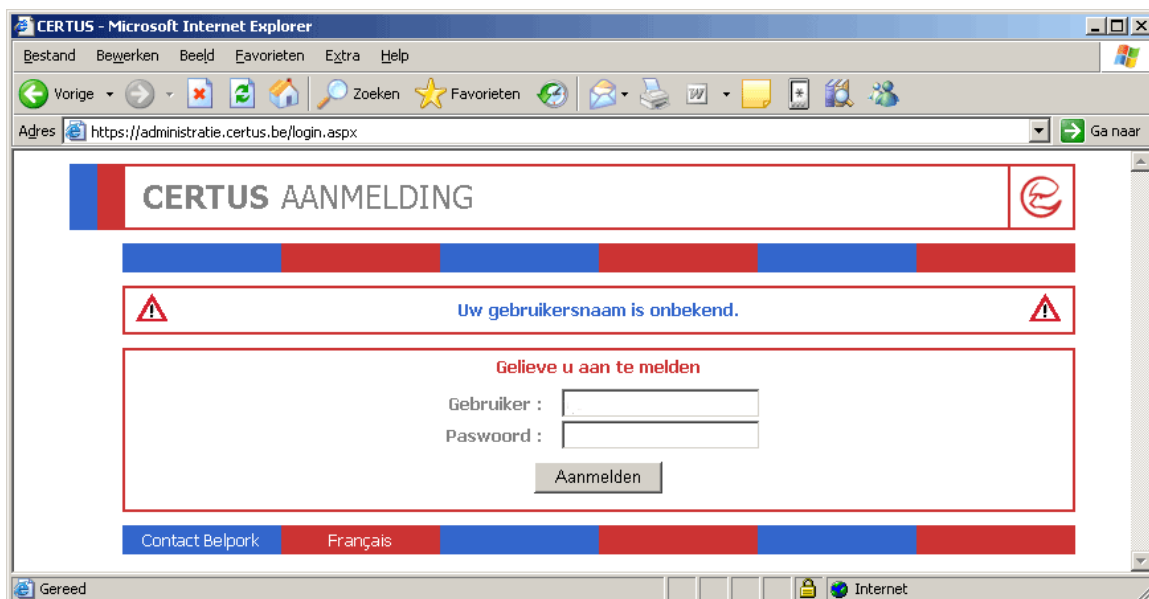 CERTUS - Microsoft Internet Explorer
Bestand Bewerken Beeld Favorieten Extra Help
Vorige Zoeken Favorieten
Adres https://administratie.certus.be/login.aspx Ga naar
CERTUS AANMELDING
Uw gebruikersnaam is onbekend.
Gelieve u aan te melden
Gebruiker :
Paswoord :
Aanmelden
Contact Belpork Français
Gereed Internet